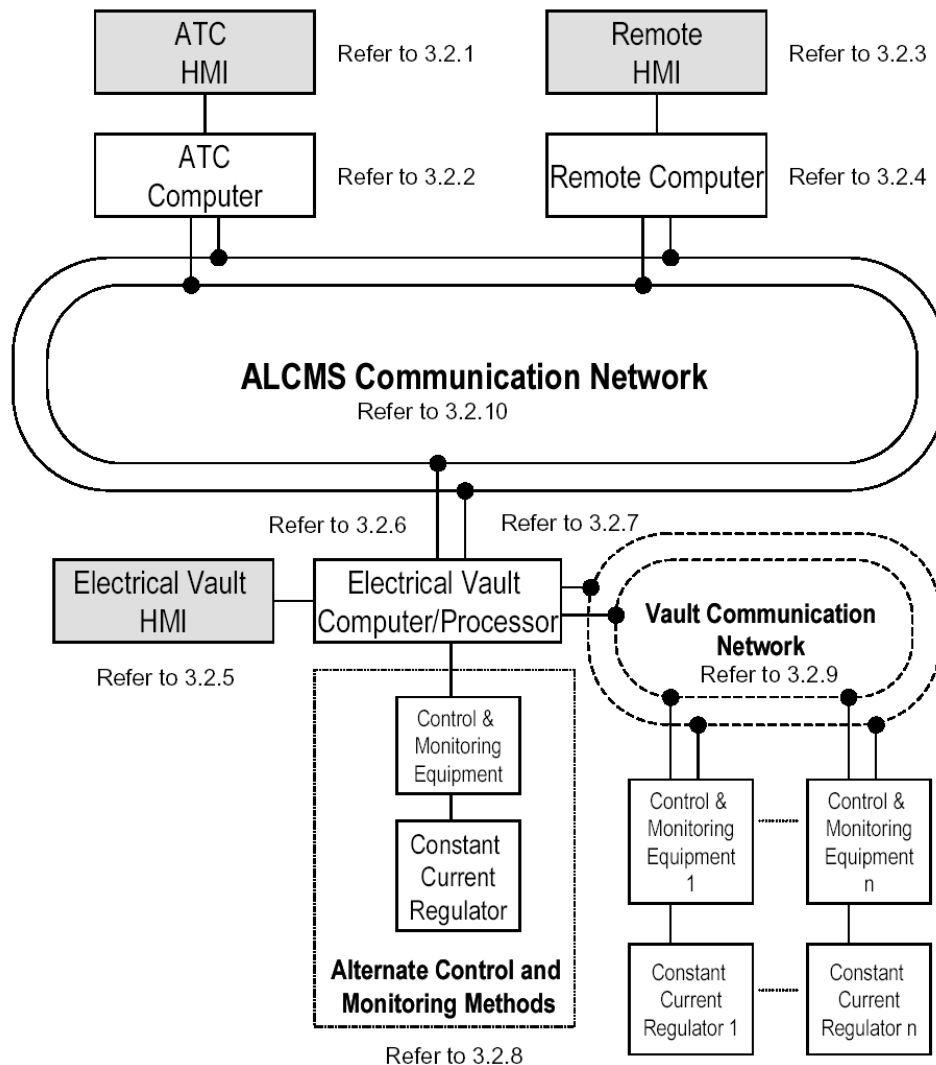 ATC
HMI
Refer to 3.2.1
Remote
HMI
Refer to 3.2.3
ATC
Computer
Refer to 3.2.2
Remote Computer
Refer to 3.2.4
ALCMS Communication Network
Refer to 3.2.10
Refer to 3.2.6
Refer to 3.2.7
Electrical Vault
HMI
Refer to 3.2.5
Electrical Vault
Computer/Processor
Vault Communication
Network
Refer to 3.2.9
Control &
Monitoring
Equipment
Constant
Current
Regulator
Alternate Control and
Monitoring Methods
Refer to 3.2.8
Control &
Monitoring
Equipment
1
Control &
Monitoring
Equipment
n
Constant
Current
Regulator 1
Constant
Current
Regulator n